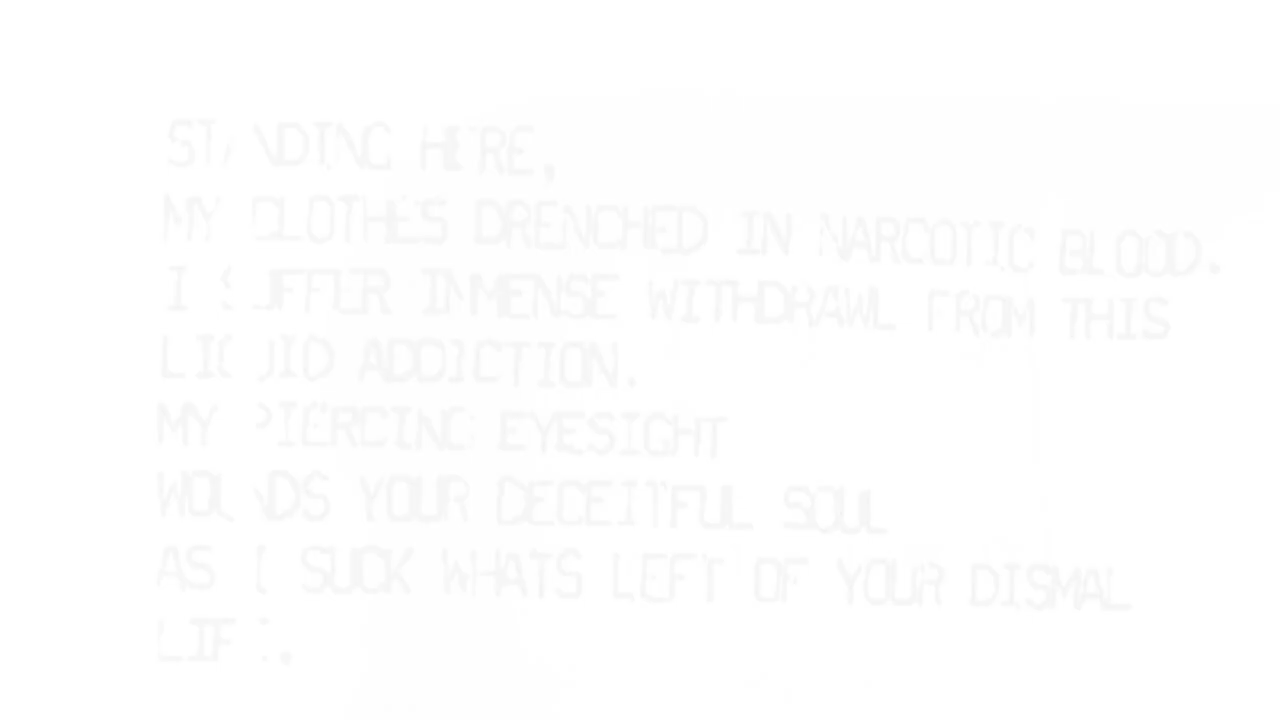 STANDING HERE,
MY CLOTHES DRENCHED IN NARCOTIC BLOOD.
I SUFFER IMMENSE WITHDRAWL FROM THIS
LIQUID ADDICTION.
MY PIERCING EYESIGHT
WOUNDS YOUR DECEITFUL SOUL
AS I SUCK WHATS LEFT OF YOUR DISMAL
LIFE.